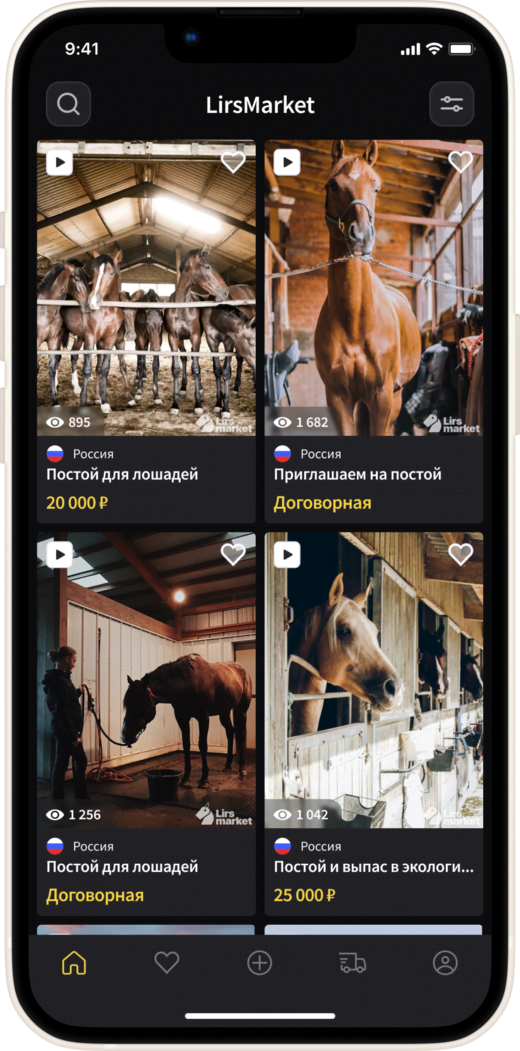 9:41
LirsMarket
895
Lirs
market
1 682
Lirs
market
Россия
Постой для лошадей
20 000 ₽
Россия
Приглашаем на постой
Договорная
1 256
Lirs
market
1 042
Lirs
market
Россия
Постой для лошадей
Договорная
Россия
Постой и выпас в экологи...
25 000 ₽